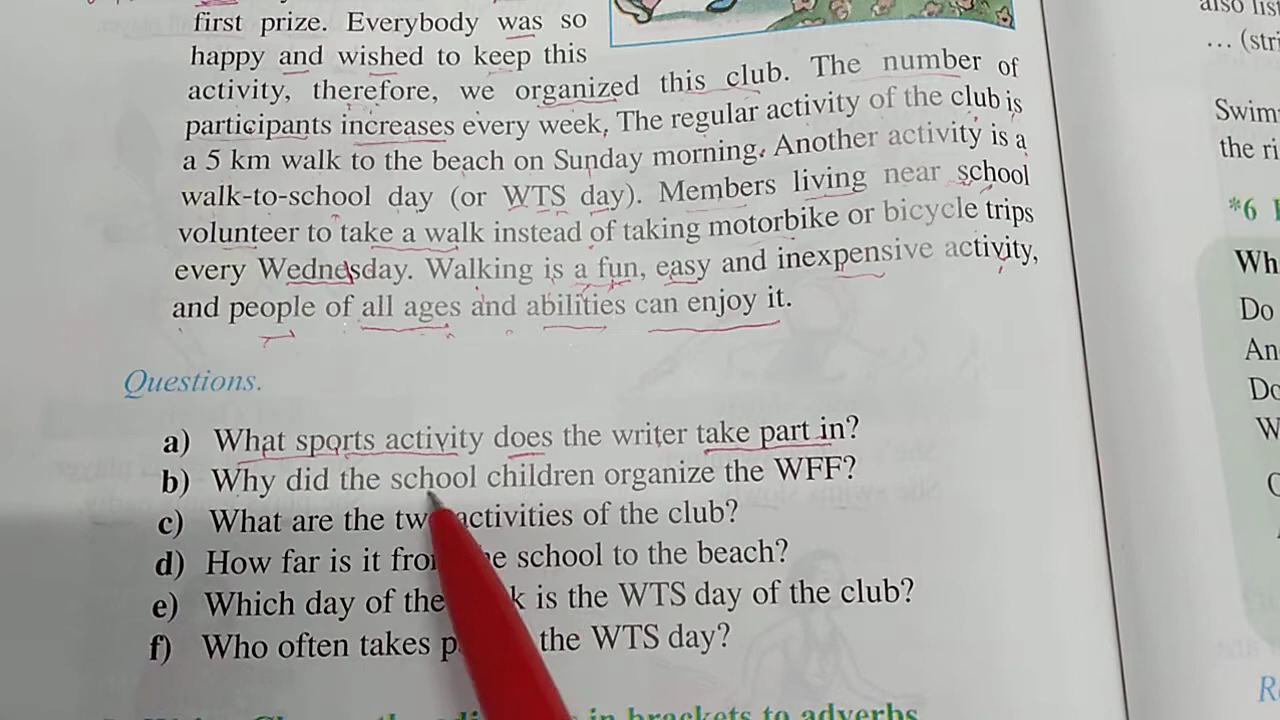 first prize. Everybody was so
happy and wished to keep this
activity, therefore, we organized this club. The number of
participants increases every week, The regular activity of the club is
a 5 km walk to the beach on Sunday morning. Another activity is a
walk-to-school day (or WTS day). Members living near school
volunteer to take a walk instead of taking motorbike or bicycle trips
every Wednesday. Walking is a fun, easy and inexpensive activity,
and people of all ages and abilities can enjoy it.
Questions.
a) What sports activity does the writer take part in?
b) Why did the school children organize the WFF?
c) What are the activities of the club?
d) How far is it school to the beach?
e) Which day of the is the WTS day of the club?
f) Who often takes the WTS day?
in brackets to adverbs
also
... 
Swim
the
*6
Wh
Do
An
Do
W
R